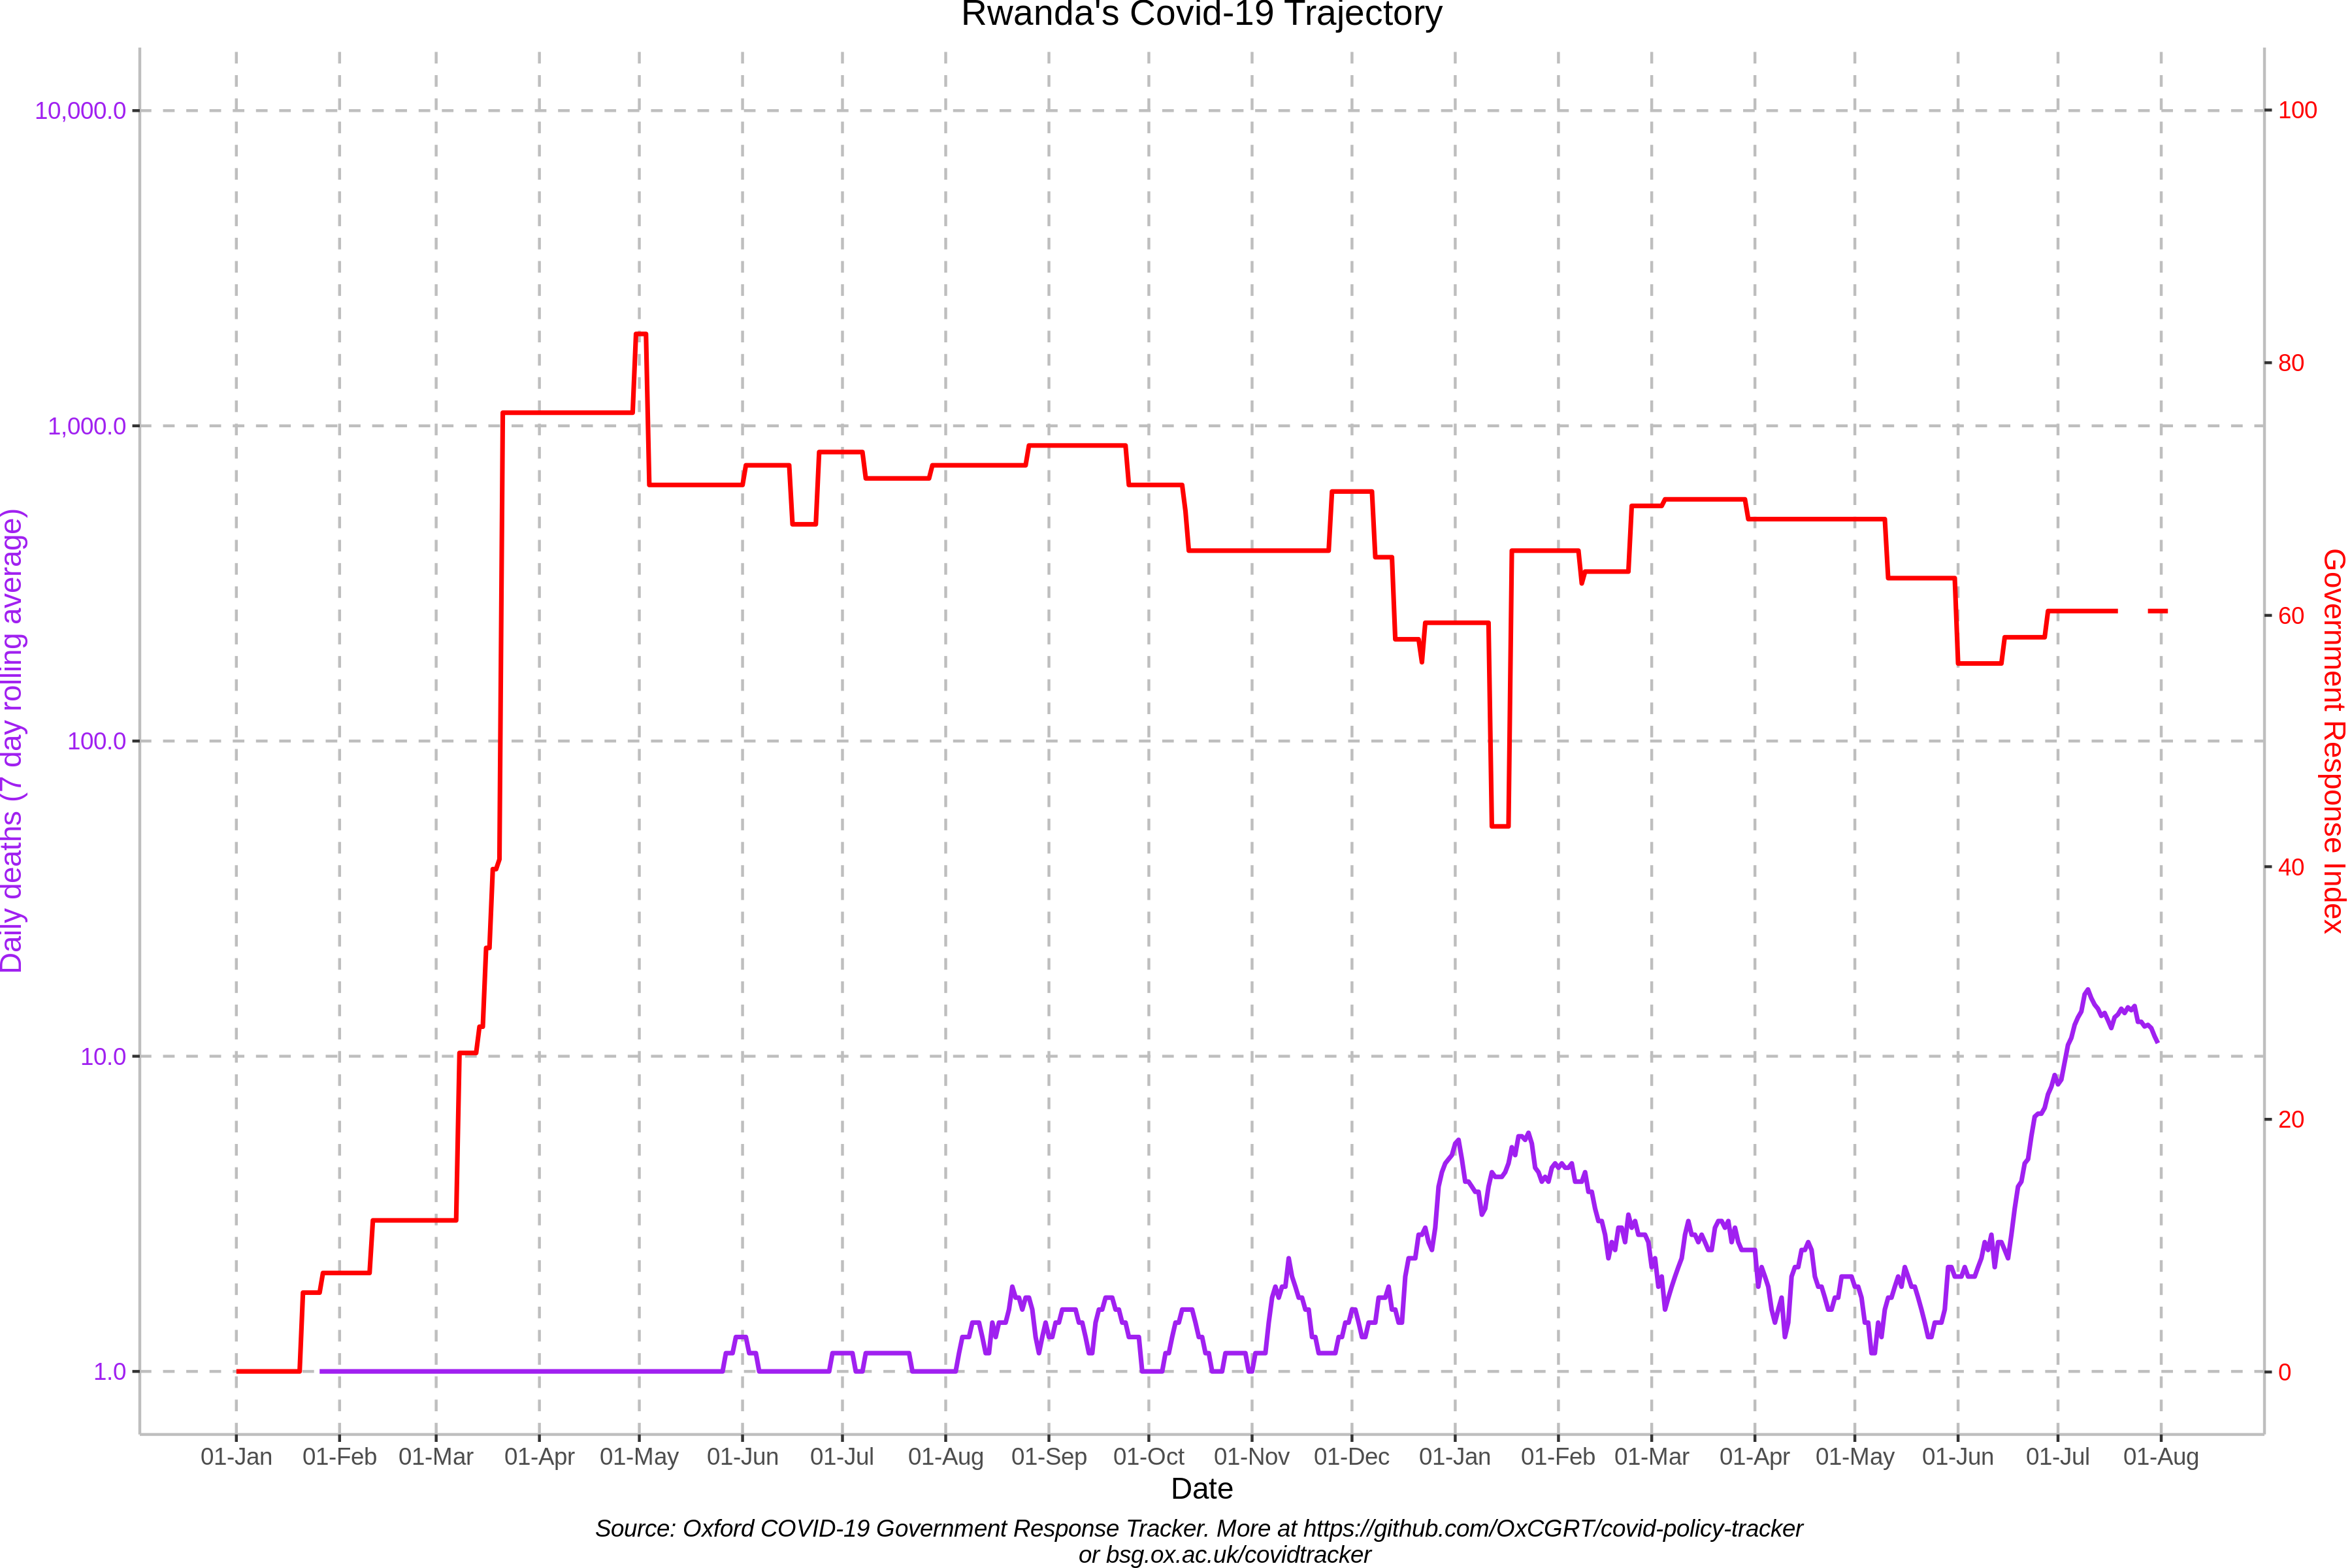 Rwanda's Covid-19 Trajectory
10,000.0
1,000.0
100.0
10.0
1.0
Daily deaths (7 day rolling average)
100
80
60
40
20
0
Government Response Index
01-Jan 01-Feb 01-Mar 01-Apr 01-May 01-Jun 01-Jul 01-Aug 01-Sep 01-Oct 01-Nov 01-Dec 01-Jan 01-Feb 01-Mar 01-Apr 01-May 01-Jun 01-Jul 01-Aug
Date
Source: Oxford COVID-19 Government Response Tracker. More at https://github.com/OxCGRT/covid-policy-tracker
or bsg.ox.ac.uk/covidtracker